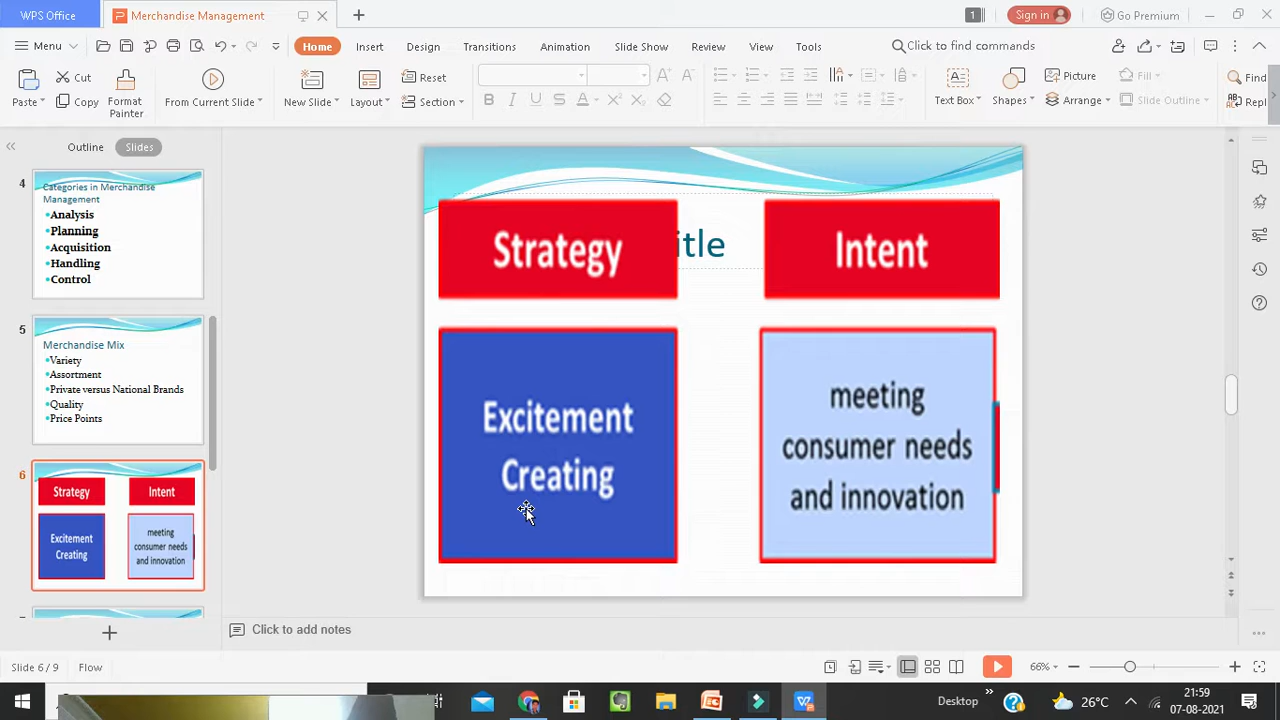 WPS Office
Merchandise Management
1
Sign in
Go Premium
Menu
Home
Insert
Design
Transitions
Animation
Slide Show
Review
View
Tools
Click to find commands
Cut
Format
Painter
From Current Slide
New Slide
Layout
Reset
Section
B I U S A X² X₂
Text Box
Shapes
Picture
Arrange
Fill
Find
Repl
Outline
Slides
4
Categories in Merchandise
Management
•Analysis
•Planning
•Acquisition
•Handling
•Control
5
Merchandise Mix
•Variety
•Assortment
•Private versus National Brands
•Quality
•Price Points
6
Strategy
Intent
Excitement
Creating
meeting
consumer needs
and innovation
Strategy
itle
Intent
Excitement
Creating
meeting
consumer needs
and innovation
Click to add notes
Slide 6 / 9
Flow
66%
Desktop
26°C
21:59
07-08-2021